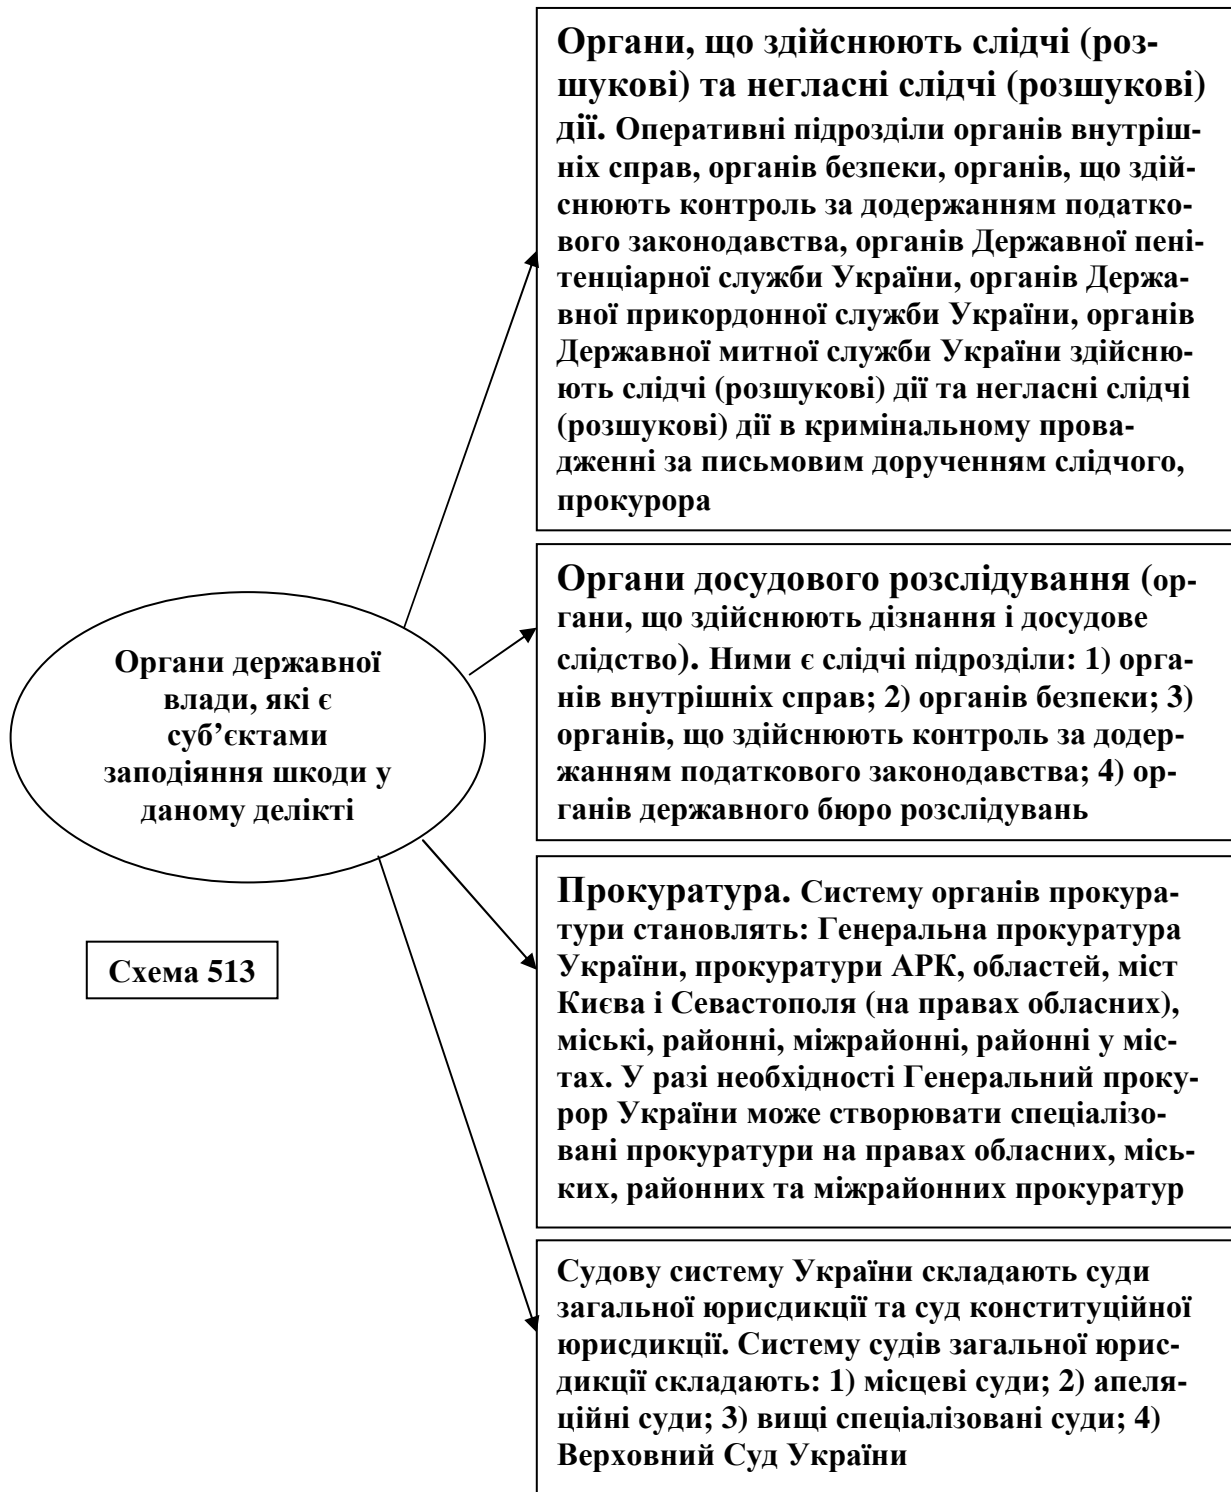 Органи, що здійснюють слідчі (роз-
шукові) та негласні слідчі (розшукові)
дії. Оперативні підрозділи органів внутріш-
ніх справ, органів безпеки, органів, що здій-
снюють контроль за додержанням податко-
вого законодавства, органів Державної пені-
тенціарної служби України, органів Держа-
вної прикордонної служби України, органів
Державної митної служби України здійсню-
ють слідчі (розшукові) дії та негласні слідчі
(розшукові) дії в кримінальному прова-
дженні за письмовим дорученням слідчого,
прокурора
Органи державної
влади, які є
суб’єктами
заподіяння шкоди у
даному делікті
Органи досудового розслідування (ор-
гани, що здійснюють дізнання і досудове
слідство). Ними є слідчі підрозділи: 1) орга-
нів внутрішніх справ; 2) органів безпеки; 3)
органів, що здійснюють контроль за додер-
жанням податкового законодавства; 4) ор-
ганів державного бюро розслідувань
Схема 513
Прокуратура. Систему органів прокура-
тури становлять: Генеральна прокуратура
України, прокуратури АРК, областей, міст
Києва і Севастополя (на правах обласних),
міські, районні, міжрайонні, районні у міс-
тах. У разі необхідності Генеральний проку-
рор України може створювати спеціалізо-
вані прокуратури на правах обласних, місь-
ких, районних та міжрайонних прокуратур
Судову систему України складають суди
загальної юрисдикції та суд конституційної
юрисдикції. Систему судів загальної юрис-
дикції складають: 1) місцеві суди; 2) апеля-
ційні суди; 3) вищі спеціалізовані суди; 4)
Верховний Суд України